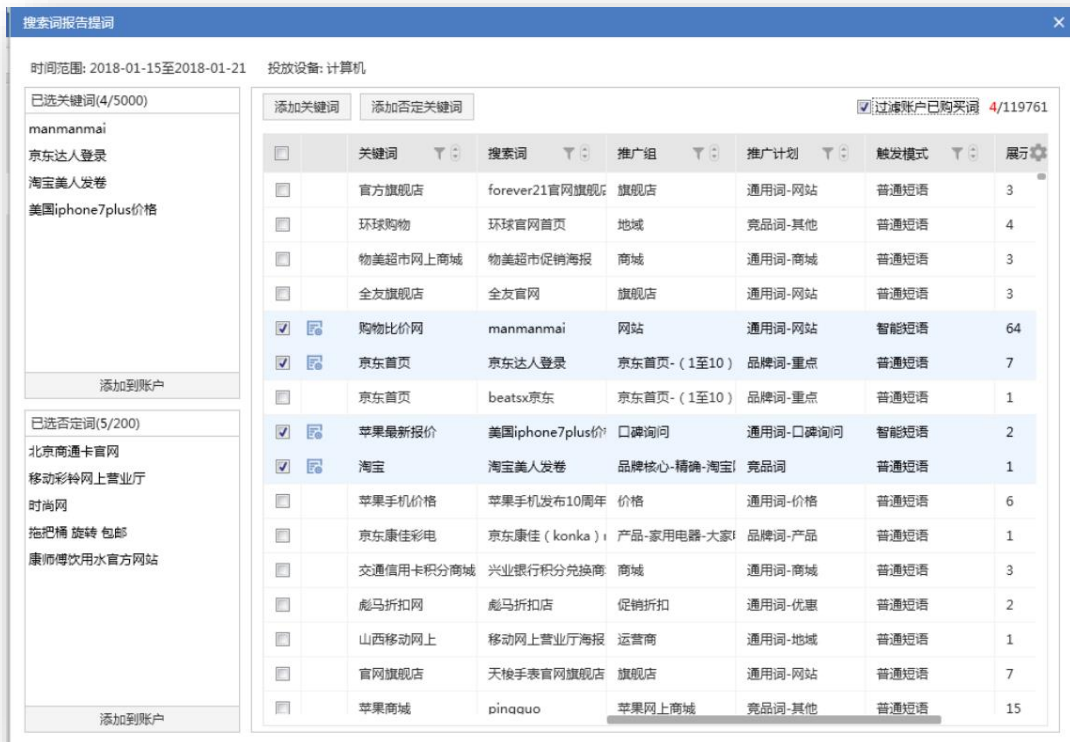 搜索词报告提词
时间范围: 2018-01-15至2018-01-21 投放设备: 计算机
已选关键词(4/5000)
manmanmai
京东达人登录
淘宝美人发卷
美国iphone7plus价格
添加到账户
已选否定词(5/200)
北京商通卡官网
移动彩铃网上营业厅
时尚网
拖把桶 旋转 包邮
康师傅饮用水官方网站
添加到账户
添加关键词 添加否定关键词 过滤账户已购买词 4/119761
关键词 搜索词 推广组 推广计划 触发模式 展示
官方旗舰店 forever21官网旗舰店 旗舰店 通用词-网站 普通短语 3
环球购物 环球官网首页 地域 竞品词-其他 普通短语 4
物美超市网上商城 物美超市促销海报 商城 通用词-商城 普通短语 3
全友旗舰店 全友官网 旗舰店 通用词-网站 普通短语 3
购物比价网 manmanmai 网站 通用词-网站 智能短语 64
京东首页 京东达人登录 京东首页-（1至10） 品牌词-重点 普通短语 7
京东首页 beatsx京东 京东首页-（1至10） 品牌词-重点 普通短语 1
苹果最新报价 美国iphone7plus价 口碑询问 通用词-口碑询问 智能短语 2
淘宝 淘宝美人发卷 品牌核心-精确-淘宝 竞品词 普通短语 1
苹果手机价格 苹果手机发布10周年 价格 通用词-价格 普通短语 6
京东康佳彩电 京东康佳（konka） 产品-家用电器-大家 品牌词-产品 普通短语 1
交通信用卡积分商城 兴业银行积分兑换商 商城 通用词-商城 普通短语 3
彪马折扣网 彪马折扣店 促销折扣 通用词-优惠 普通短语 2
山西移动网上 移动网上营业厅海报 运营商 通用词-地域 普通短语 1
官网旗舰店 天梭手表官网旗舰店 旗舰店 通用词-网站 普通短语 7
苹果商城 pingguo 苹果网上商城 竞品词-其他 普通短语 15